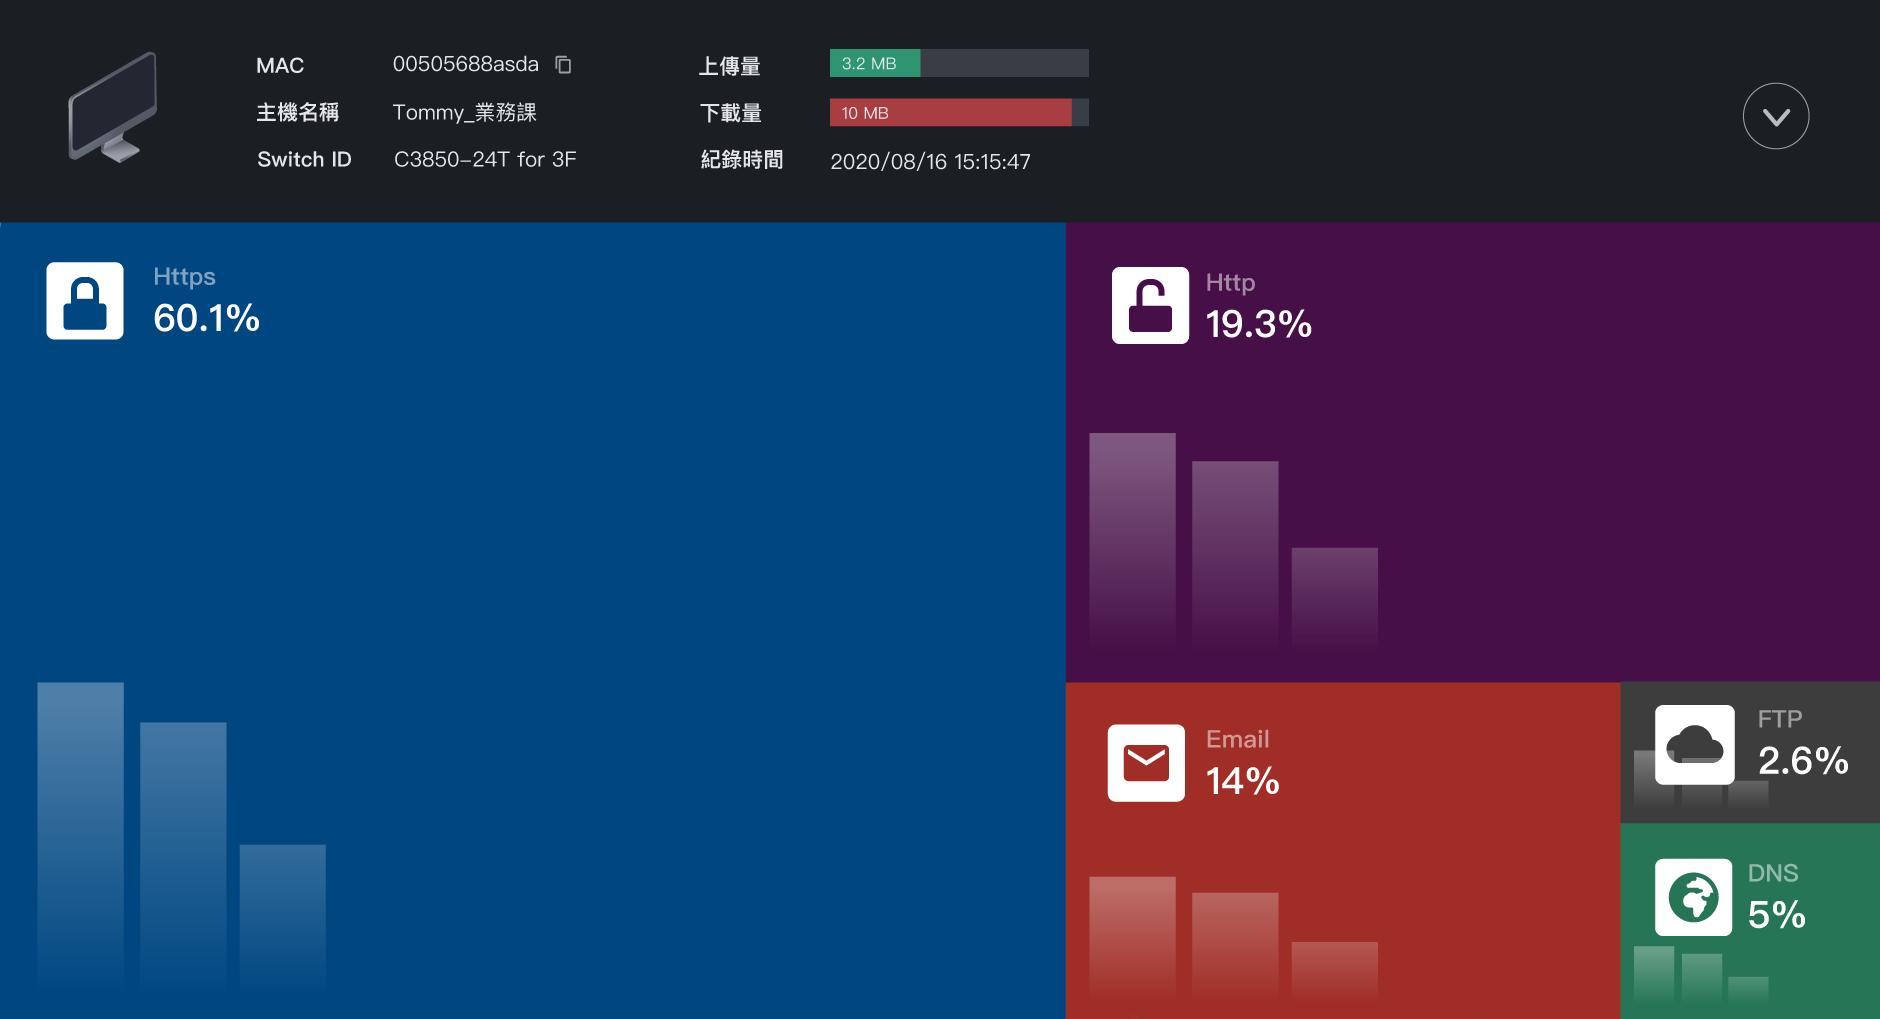 MAC 00505688asda
主機名稱 Tommy_業務課
Switch ID C3850-24T for 3F
上傳量 3.2 MB
下載量 10 MB
紀錄時間 2020/08/16 15:15:47
Https
60.1%
Http
19.3%
Email
14%
FTP
2.6%
DNS
5%